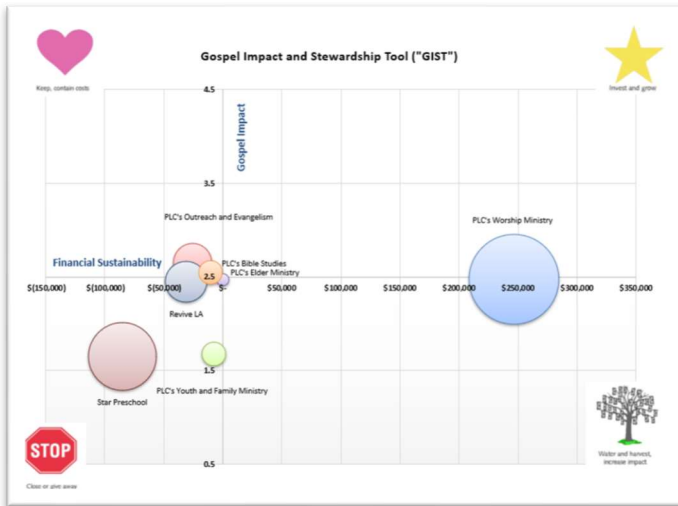 Gospel Impact and Stewardship Tool ("GIST")
Keep, contain costs
Invest and grow
4.5
Gospel Impact
3.5
PLC's Outreach and Evangelism
PLC's Worship Ministry
Financial Sustainability
PLC's Bible Studies
2.5
PLC's Elder Ministry
$(150,000)
$(100,000)
$(50,000)
$-
$50,000
$100,000
$150,000
$200,000
$250,000
$300,000
$350,000
Revive LA
1.5
PLC's Youth and Family Ministry
Star Preschool
STOP
0.5
Close or give away
Water and harvest,
increase impact